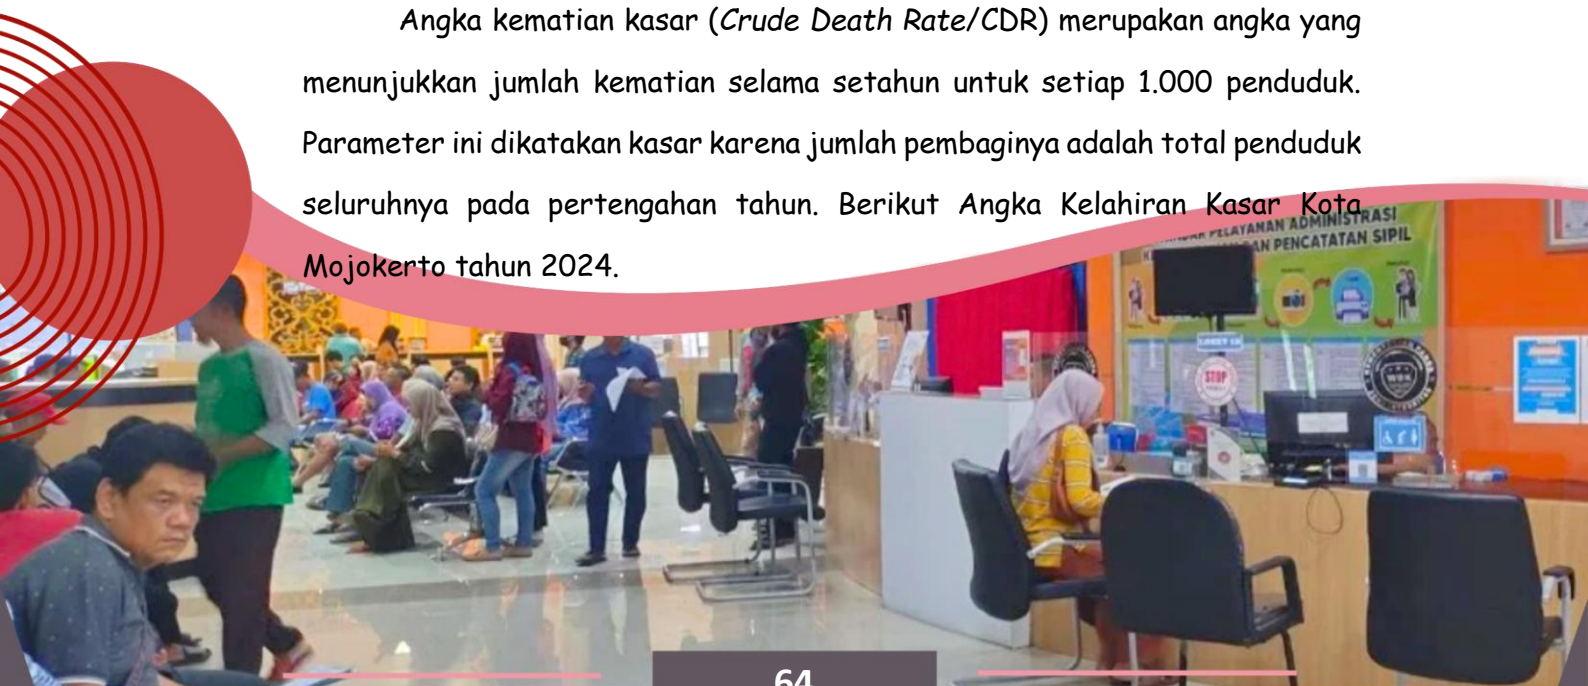 Angka kematian kasar (Crude Death Rate/CDR) merupakan angka yang
menunjukkan jumlah kematian selama setahun untuk setiap 1.000 penduduk.
Parameter ini dikatakan kasar karena jumlah pembaginya adalah total penduduk
seluruhnya pada pertengahan tahun. Berikut Angka Kelahiran Kasar Kota
Mojokerto tahun 2024.
PELAYANAN ADMINISTRASI
PENCATATAN SIPIL
STOP
64